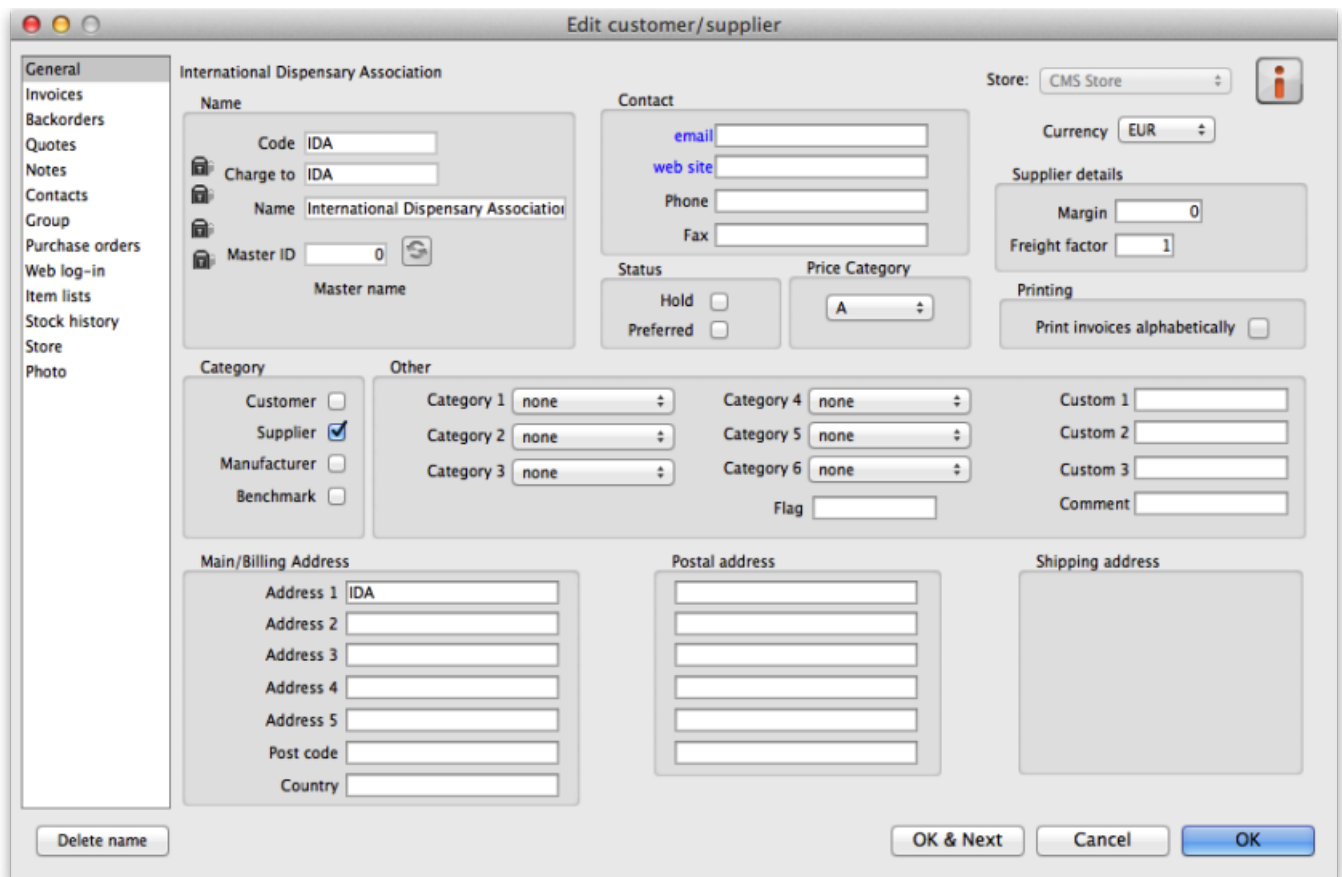 Edit customer/supplier
General
Invoices
Backorders
Quotes
Notes
Contacts
Group
Purchase orders
Web log-in
Item lists
Stock history
Store
Photo
International Dispensary Association
Store: CMS Store
Currency EUR
Name
Code IDA
Charge to IDA
Name International Dispensary Association
Master ID 0
Master name
Contact
email
web site
Phone
Fax
Supplier details
Margin 0
Freight factor 1
Status
Hold
Preferred
Price Category
A
Printing
Print invoices alphabetically
Category
Customer
Supplier
Manufacturer
Benchmark
Other
Category 1 none
Category 2 none
Category 3 none
Category 4 none
Category 5 none
Category 6 none
Flag
Custom 1
Custom 2
Custom 3
Comment
Main/Billing Address
Address 1 IDA
Address 2
Address 3
Address 4
Address 5
Post code
Country
Postal address
Shipping address
Delete name
OK & Next
Cancel
OK